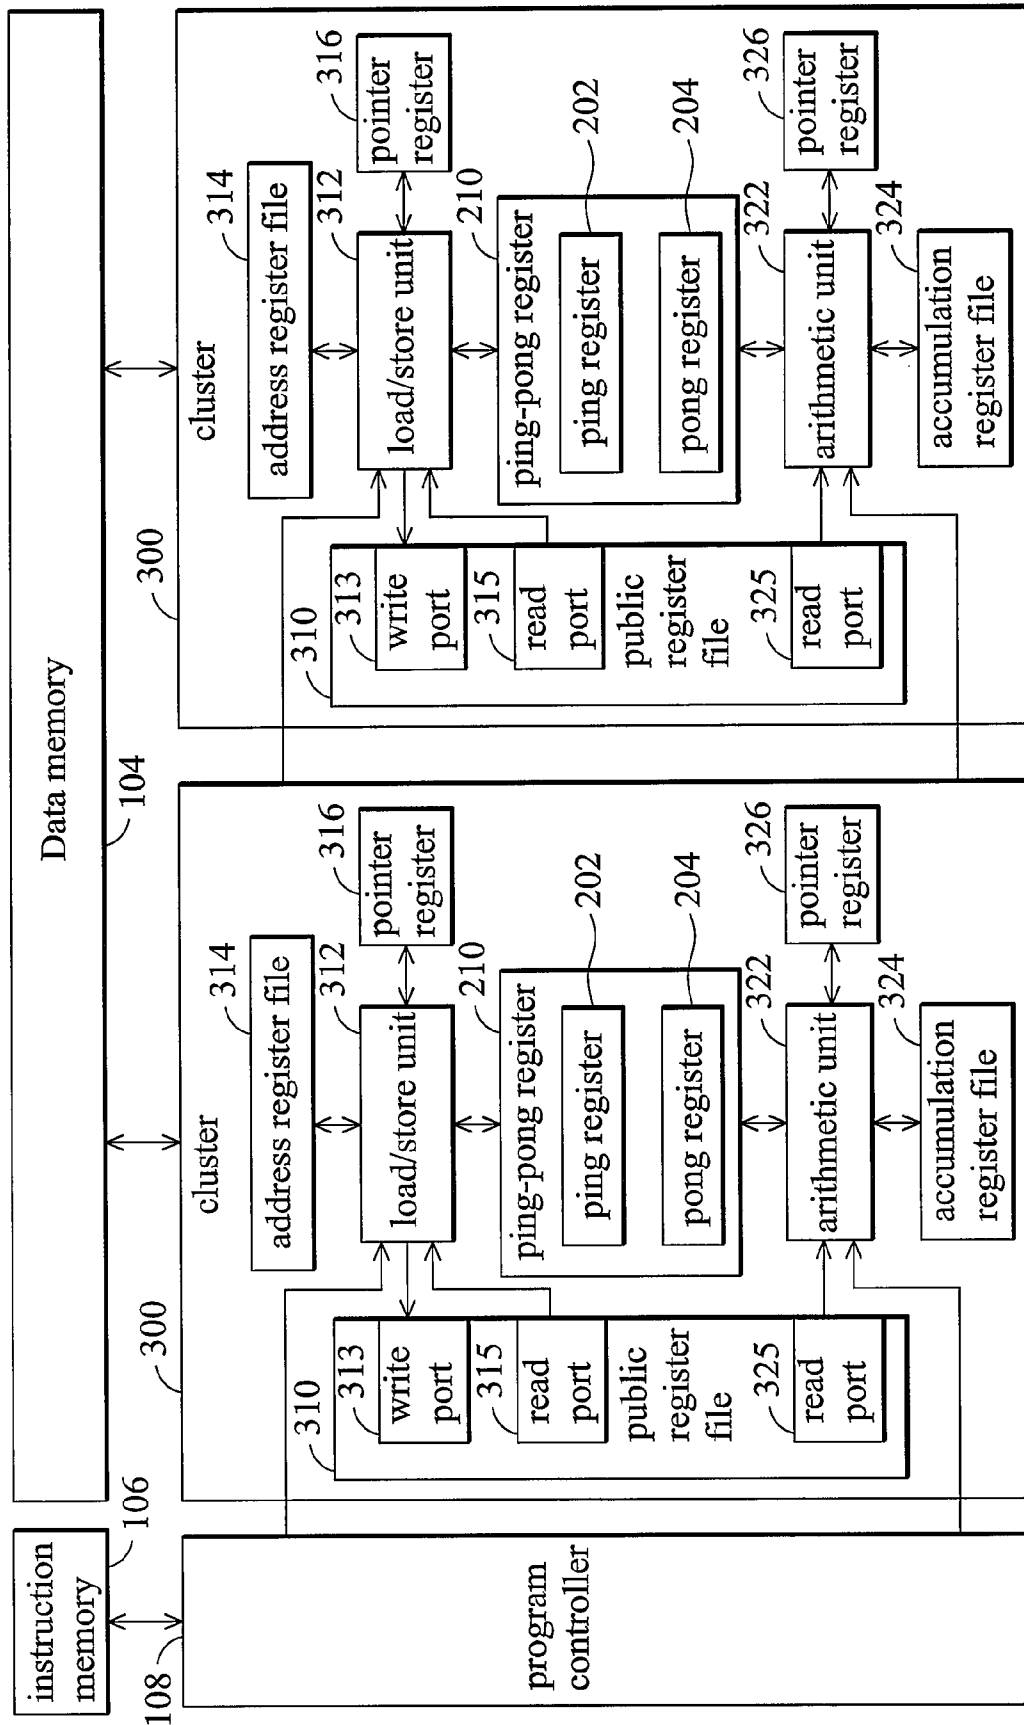 instruction
memory
106
108
program
controller
Data memory
104
300
cluster
310
313
write
port
315
read
port
public
register
file
325
read
port
314
address register file
312
load/store unit
316
pointer
register
210
ping-pong register
202
ping register
204
pong register
322
arithmetic unit
326
pointer
register
324
accumulation
register file
300
cluster
310
313
write
port
315
read
port
public
register
file
325
read
port
314
address register file
312
load/store unit
316
pointer
register
210
ping-pong register
202
ping register
204
pong register
322
arithmetic unit
326
pointer
register
324
accumulation
register file